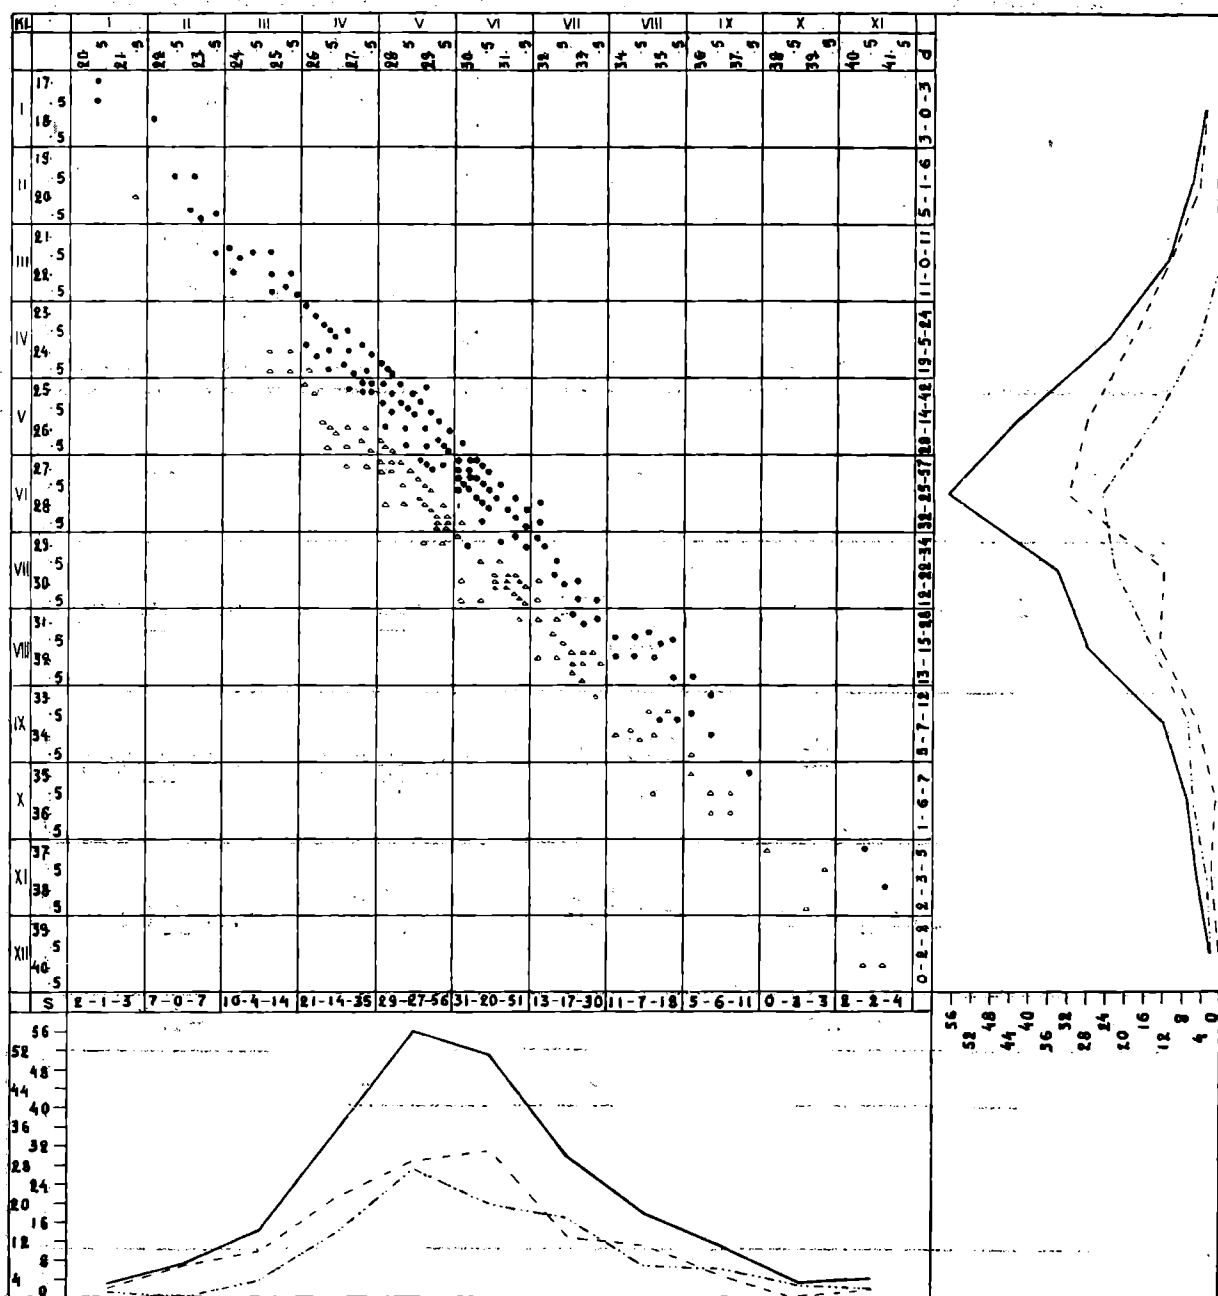 Kl I II III IV V VI VII VIII IX X XI
20· ·5 21· ·5 22· ·5 23· ·5 24· ·5 25· ·5 26· ·5 27· ·5 28· ·5 29· ·5 30· ·5 31· ·5 32· ·5 33· ·5 34· ·5 35· ·5 36· ·5 37· ·5 38· ·5 39· ·5 40· ·5 41· ·5 d
I 17· ·5 18· ·5 3-0-3
II 19· ·5 20· ·5 5-1-6
III 21· ·5 22· ·5 11-0-11
IV 23· ·5 24· ·5 19-5-24
V 25· ·5 26· ·5 28-14-42
VI 27· ·5 28· ·5 32-25-57
VII 29· ·5 30· ·5 12-22-34
VIII 31· ·5 32· ·5 13-15-28
IX 33· ·5 34· ·5 5-7-12
X 35· ·5 36· ·5 1-6-7
XI 37· ·5 38· ·5 2-3-5
XII 39· ·5 40· ·5 0-2-2
S 2-1-3 7-0-7 10-4-14 21-14-35 29-27-56 31-20-51 13-17-30 11-7-18 5-6-11 0-3-3 2-2-4
56 52 48 44 40 36 32 28 24 20 16 12 8 4 0
56
52
48
44
40
36
32
28
24
20
16
12
8
4
0